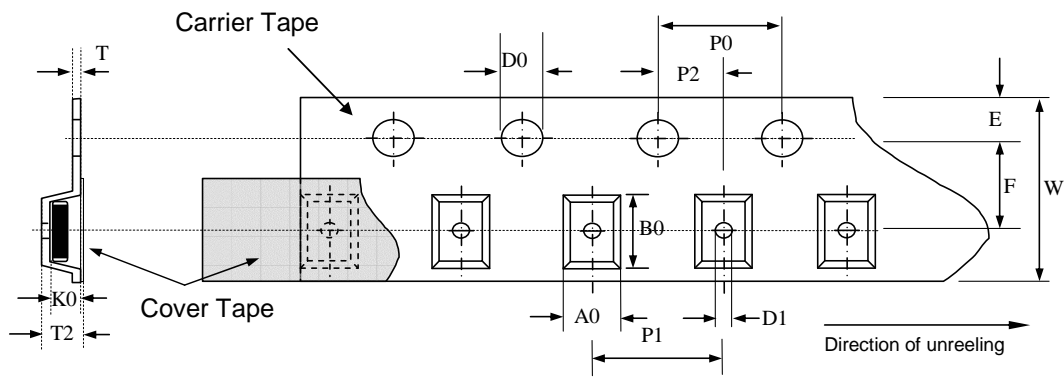 Carrier Tape
T
D0
P0
P2
E
F
W
B0
K0
T2
Cover Tape
A0
P1
D1
Direction of unreeling